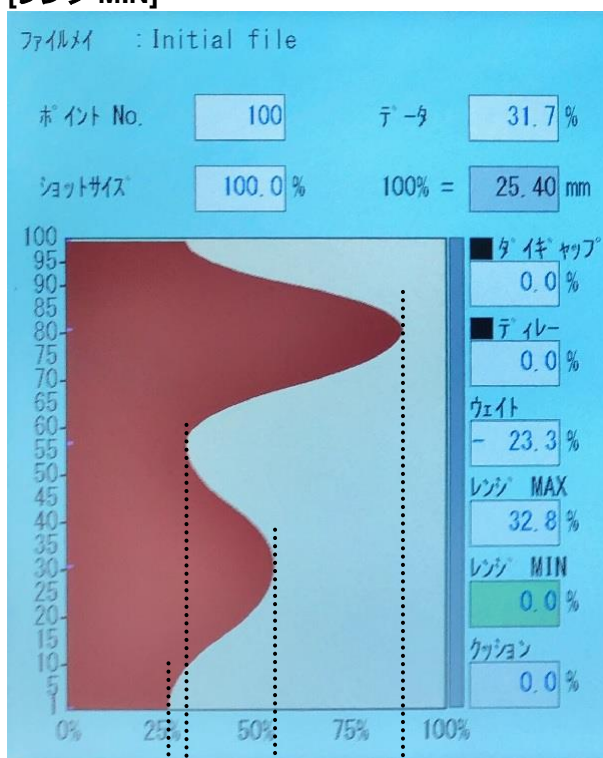 [レンジ MIN]
ファイルメイ : Initial file
ポイント No. 100 データ 31.7 %
ショットサイズ 100.0 % 100% = 25.40 mm
100
95
90
85
80
75
70
65
60
55
50
45
40
35
30
25
20
15
10
5
1
0% 25% 50% 75% 100%
ダイギャップ
0.0 %
ディレー
0.0 %
ウェイト
- 23.3 %
レンジ MAX
32.8 %
レンジ MIN
0.0 %
クッション
0.0 %